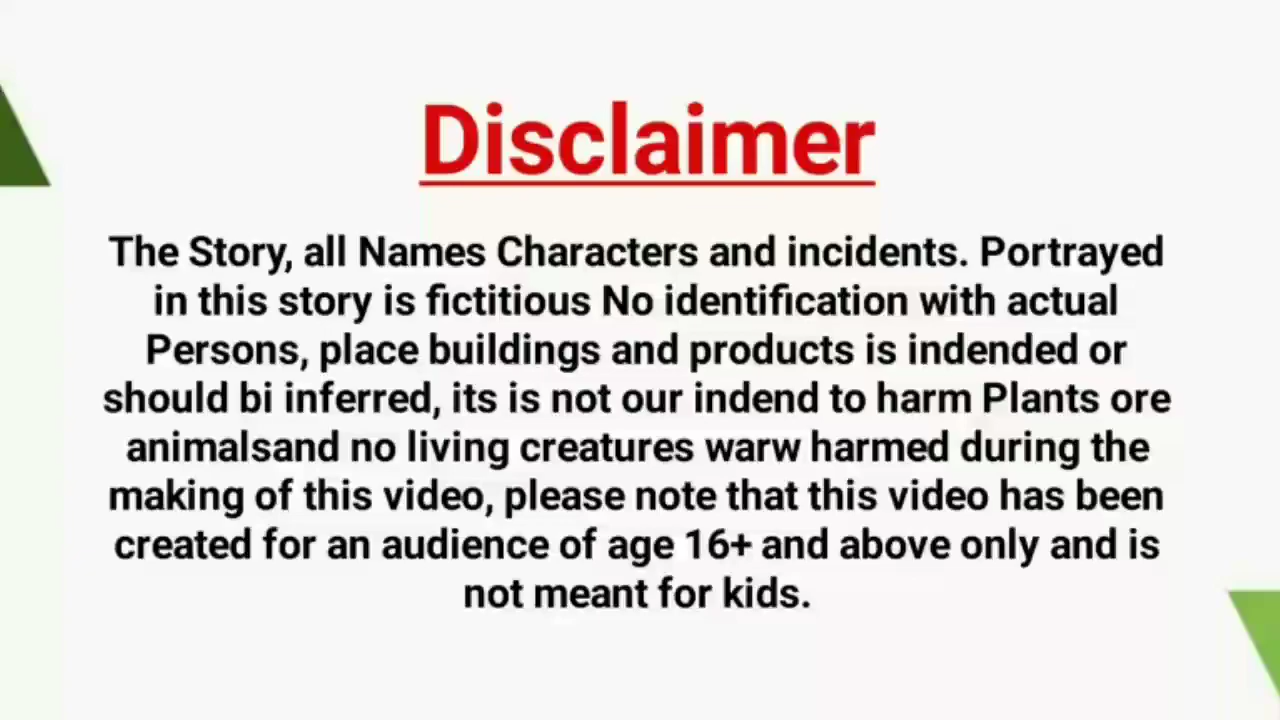 Disclaimer
The Story, all Names Characters and incidents. Portrayed
in this story is fictitious No identification with actual
Persons, place buildings and products is indended or
should bi inferred, its is not our indend to harm Plants ore
animalsand no living creatures warw harmed during the
making of this video, please note that this video has been
created for an audience of age 16+ and above only and is
not meant for kids.